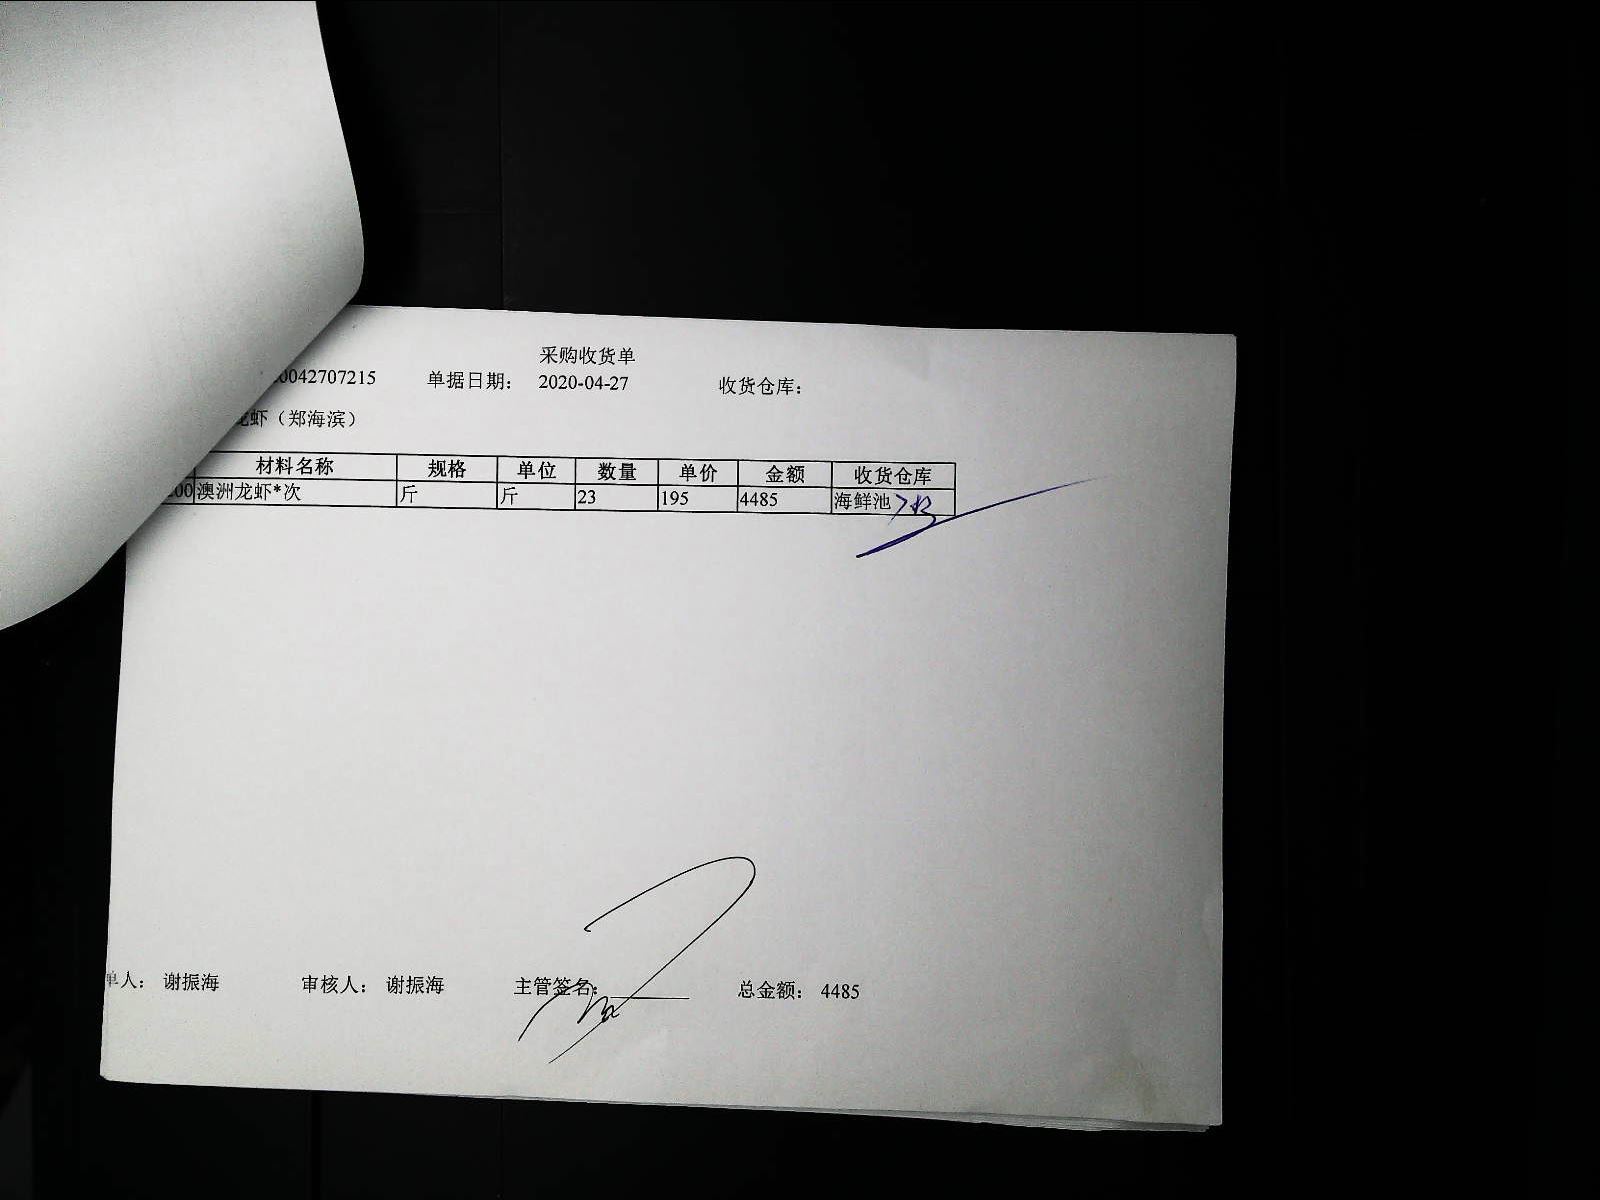 采购收货单
0042707215 单据日期： 2020-04-27 收货仓库：
龙虾（郑海滨）
材料名称 规格 单位 数量 单价 金额 收货仓库
200 澳洲龙虾*次 斤 斤 23 195 4485 海鲜池
单人： 谢振海 审核人： 谢振海 主管签名： 总金额： 4485